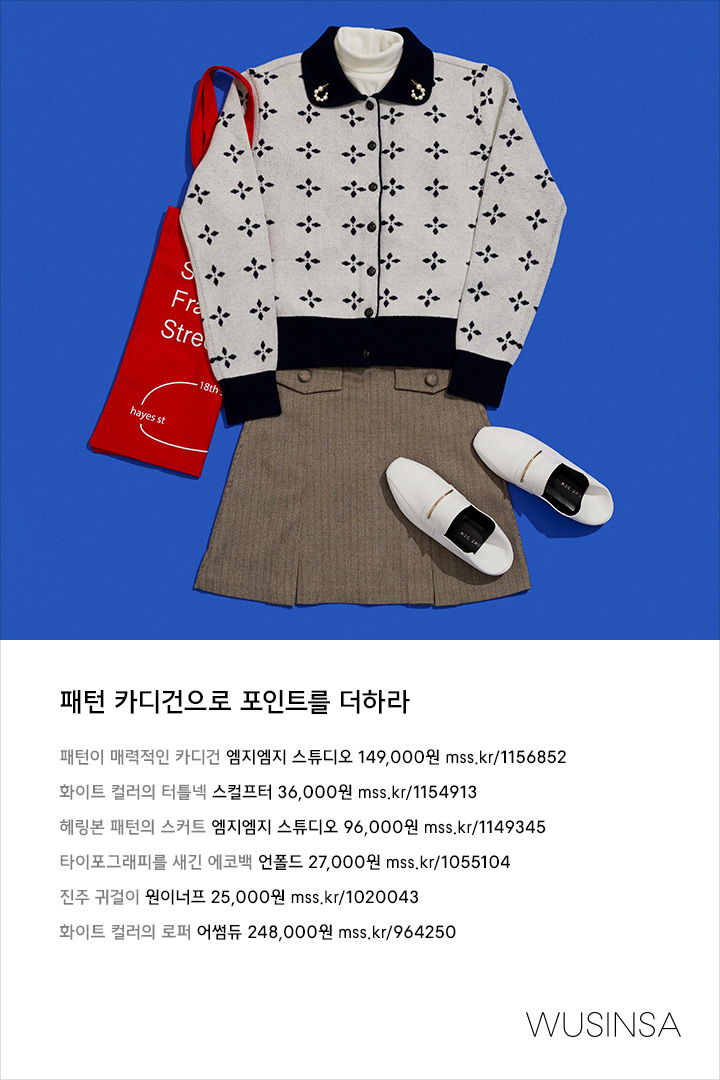 18th
hayes st
패턴 카디건으로 포인트를 더하라
패턴이 매력적인 카디건 엠지엠지 스튜디오 149,000원 mss.kr/1156852
화이트 컬러의 터틀넥 스컬프터 36,000원 mss.kr/1154913
헤링본 패턴의 스커트 엠지엠지 스튜디오 96,000원 mss.kr/1149345
타이포그래피를 새긴 에코백 언폴드 27,000원 mss.kr/1055104
진주 귀걸이 원이너프 25,000원 mss.kr/1020043
화이트 컬러의 로퍼 어썸듀 248,000원 mss.kr/964250
WUSINSA